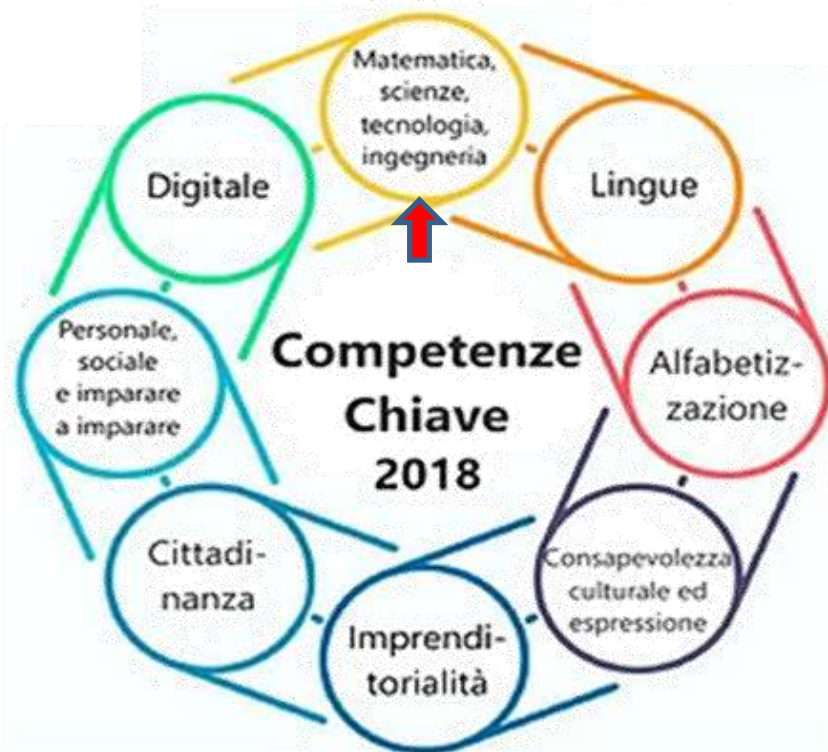 Matematica,
scienze,
tecnologia,
ingegneria
Lingue
Alfabetiz-
zazione
Consapevolezza
culturale ed
espressione
Imprendi-
torialità
Cittadi-
nanza
Personale,
sociale
e imparare
a imparare
Digitale
Competenze
Chiave
2018